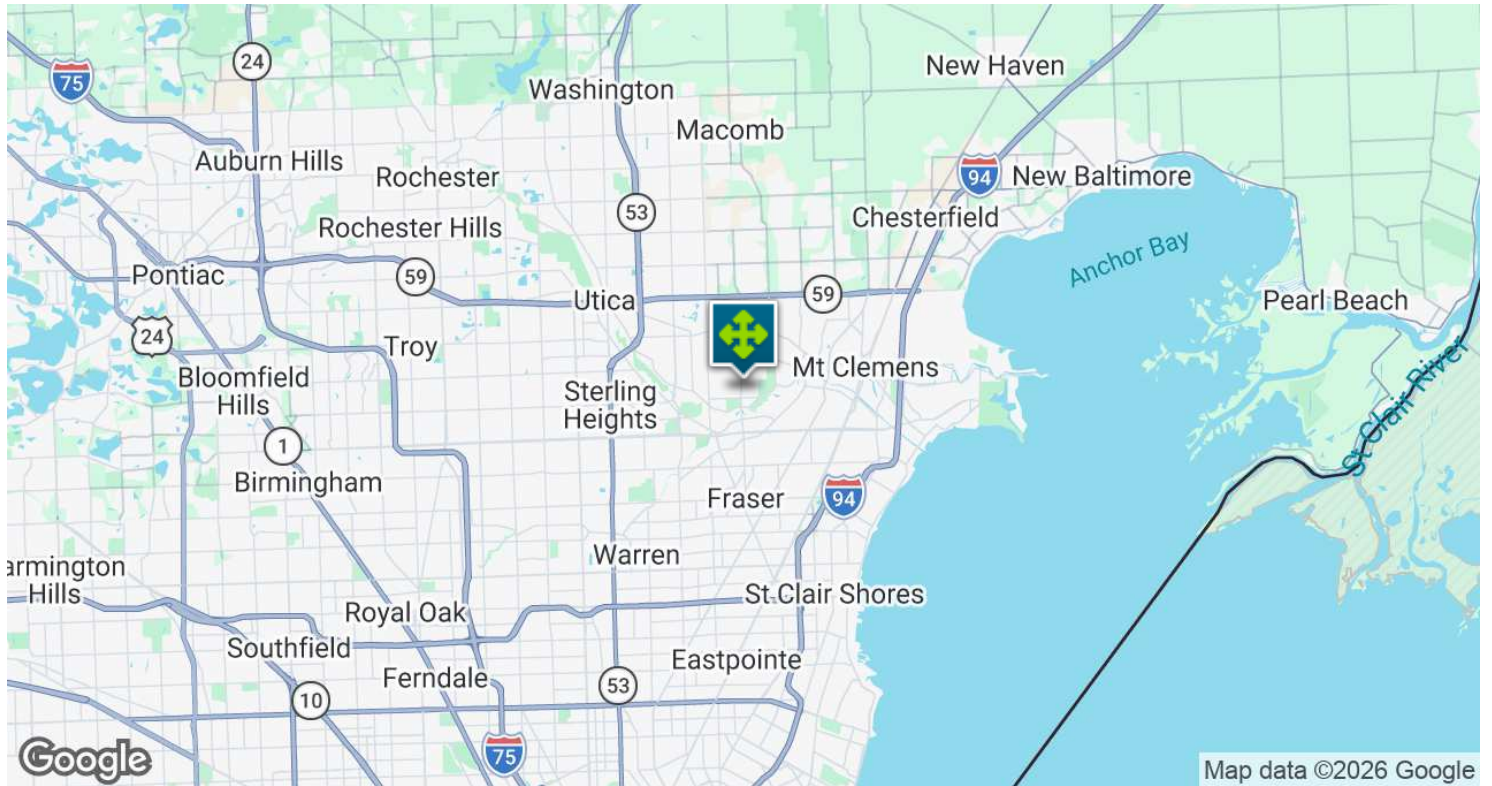 New Haven
24
75
Washington
Macomb
Auburn Hills
Rochester
94
New Baltimore
53
Chesterfield
Rochester Hills
Anchor Bay
Pontiac
59
59
Utica
Pearl Beach
24
Troy
Mt Clemens
Bloomfield
Hills
Sterling
Heights
St Clair River
1
Birmingham
Fraser
94
Warren
armington
Hills
St Clair Shores
Royal Oak
Southfield
Eastpointe
Ferndale
53
10
75
Google
Map data ©2026 Google